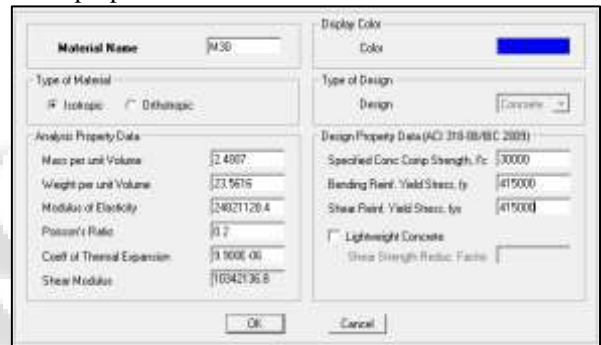 Material Name M30
Display Color
Color
Type of Material
Isotropic Orthotropic
Type of Design
Design Concrete
Analysis Property Data
Mass per unit Volume 2.4007
Weight per unit Volume 23.5616
Modulus of Elasticity 24821128.4
Poisson's Ratio 0.2
Coeff of Thermal Expansion 9.900E-06
Shear Modulus 10342136.8
Design Property Data (ACI 318-08/IBC 2009)
Specified Conc Comp Strength, f'c 30000
Bending Reinf. Yield Stress, fy 415000
Shear Reinf. Yield Stress, fys 415000
Lightweight Concrete
Shear Strength Reduc. Factor
OK Cancel